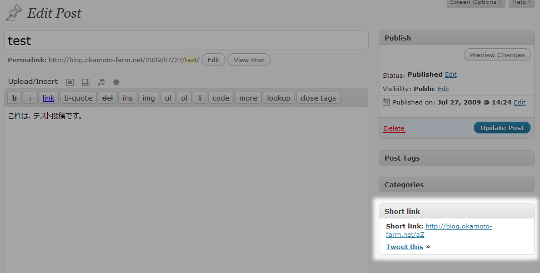 Screen Options Help
Edit Post
test
Permalink: http://blog.okamoto-farm.net/2009/07/27/test/ Edit View Post
Upload/Insert
b i link b-quote del ins img ul ol li code more lookup close tags
これは、テスト投稿です。
Publish
Preview Changes
Status: Published Edit
Visibility: Public Edit
Published on: Jul 27, 2009 @ 14:24 Edit
Delete Update Post
Post Tags
Categories
Short link
Short link: http://blog.okamoto-
farm.net/aZ
Tweet this »